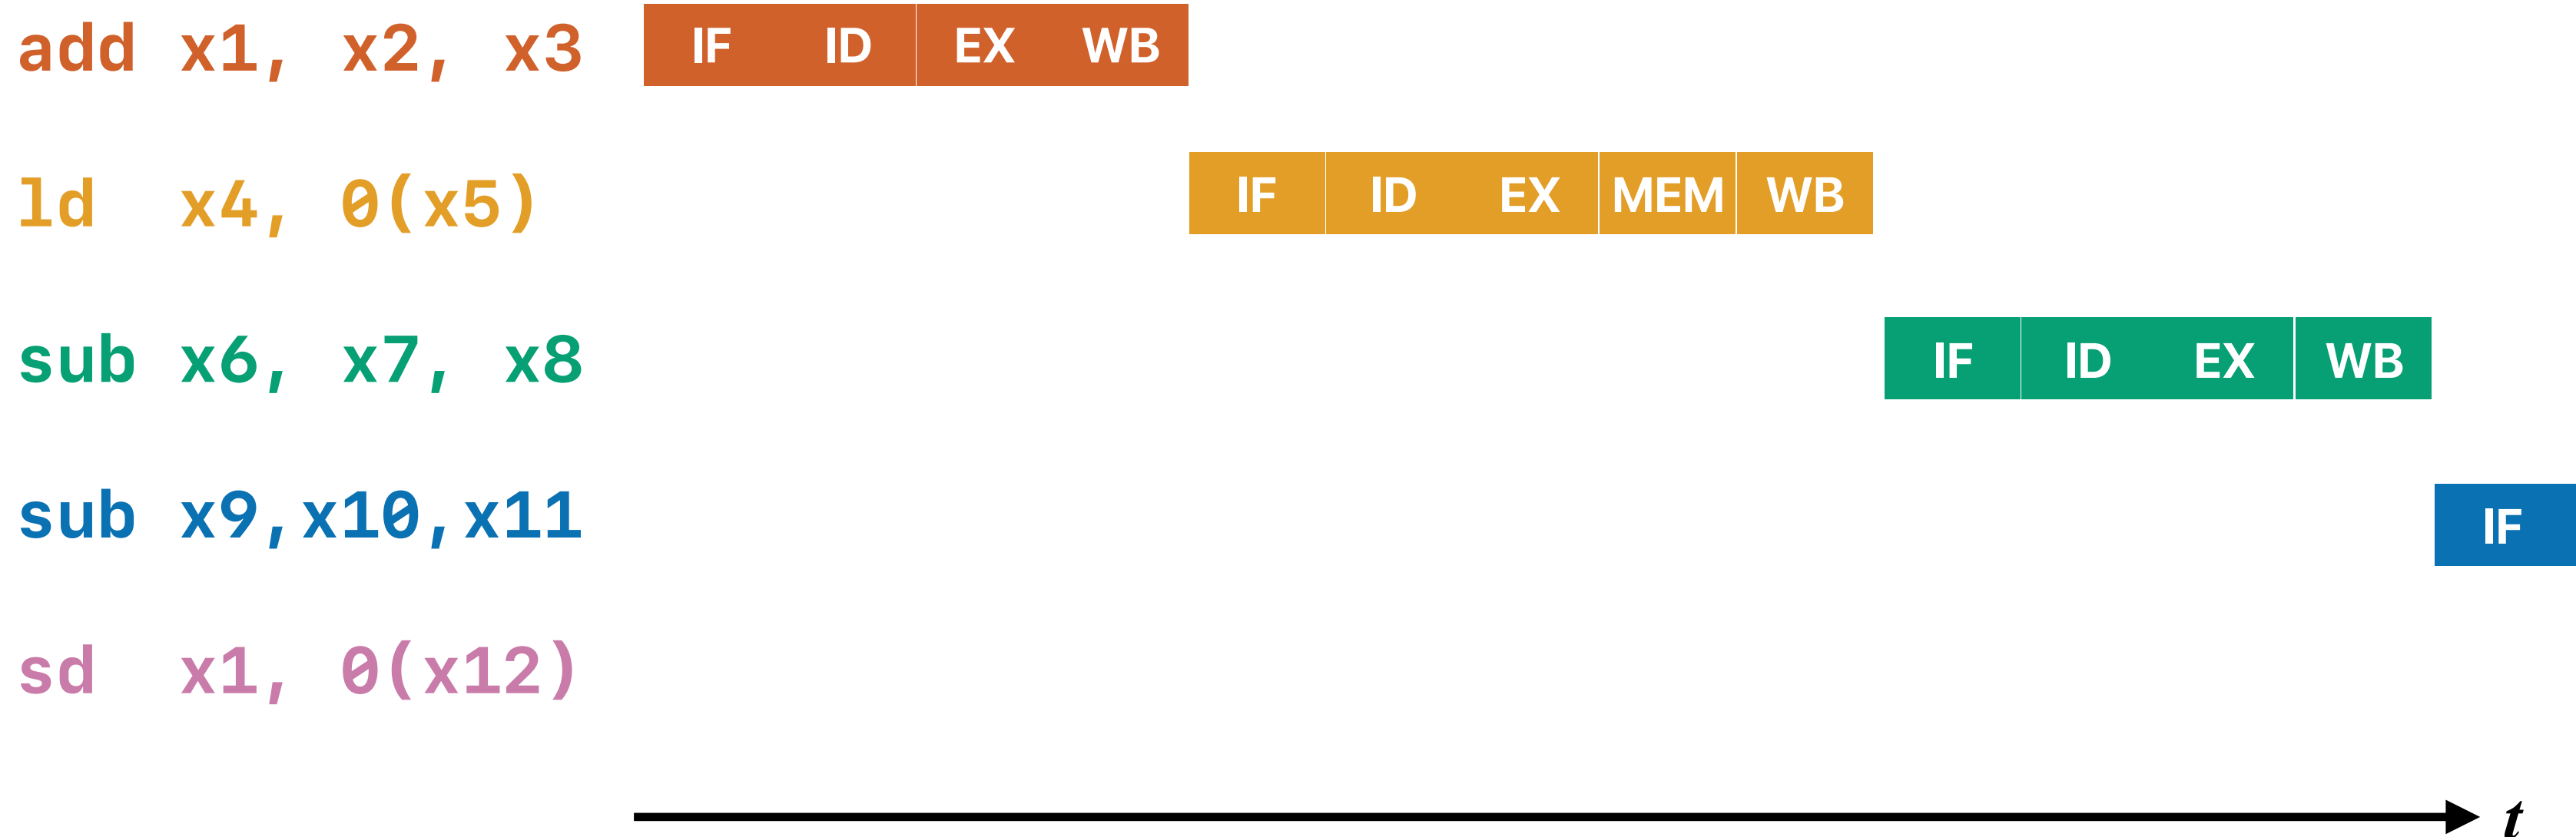 add x1, x2, x3 IF ID EX WB
ld x4, 0(x5) IF ID EX MEM WB
sub x6, x7, x8 IF ID EX WB
sub x9,x10,x11 IF
sd x1, 0(x12)
t